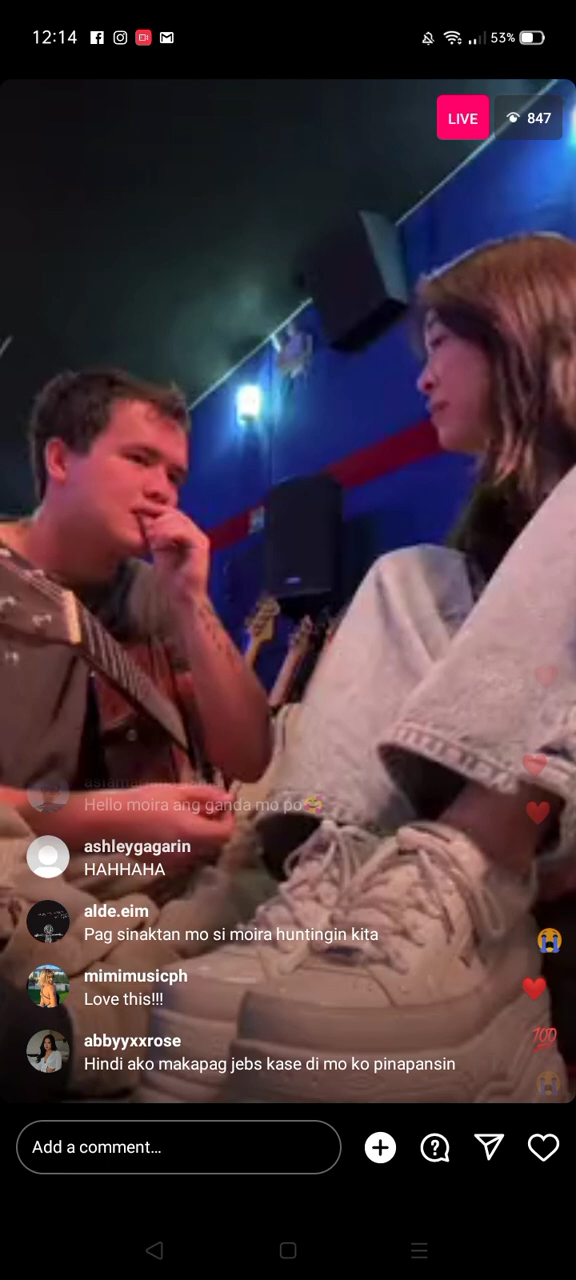 12:14
53%
LIVE
847
Hello moira ang ganda mo po🥰
ashleygagarin
HAHHAHA
alde.eim
Pag sinaktan mo si moira huntingin kita
mimimusicph
Love this!!!
abbyyxxrose
Hindi ako makapag jebs kase di mo ko pinapansin
💯
Add a comment…